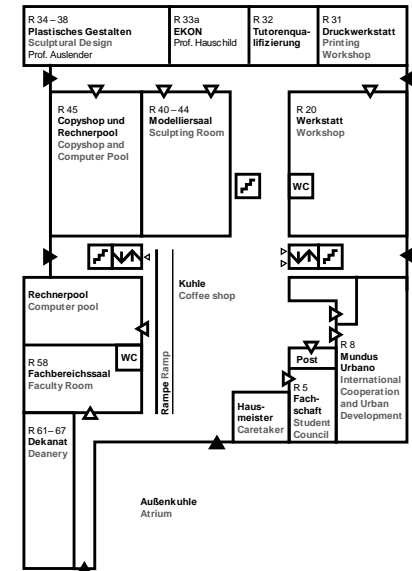 R 34 – 38
Plastisches Gestalten
Sculptural Design
Prof. Auslender
R 33a
EKON
Prof. Hauschild
R 32
Tutorenqua-
lifizierung
R 31
Druckwerkstatt
Printing
Workshop
R 45
Copyshop und
Rechnerpool
Copyshop and
Computer Pool
R 40 – 44
Modelliersaal
Sculpting Room
R 20
Werkstatt
Workshop
WC
Kuhle
Coffee shop
Rampe Ramp
Rechnerpool
Computer pool
WC
R 58
Fachbereichssaal
Faculty Room
R 61– 67
Dekanat
Deanery
Post
R 8
Mundus
Urbano
International
Cooperation
and Urban
Development
R 5
Fach-
schaft
Student
Council
Haus-
meister
Caretaker
Außenkuhle
Atrium